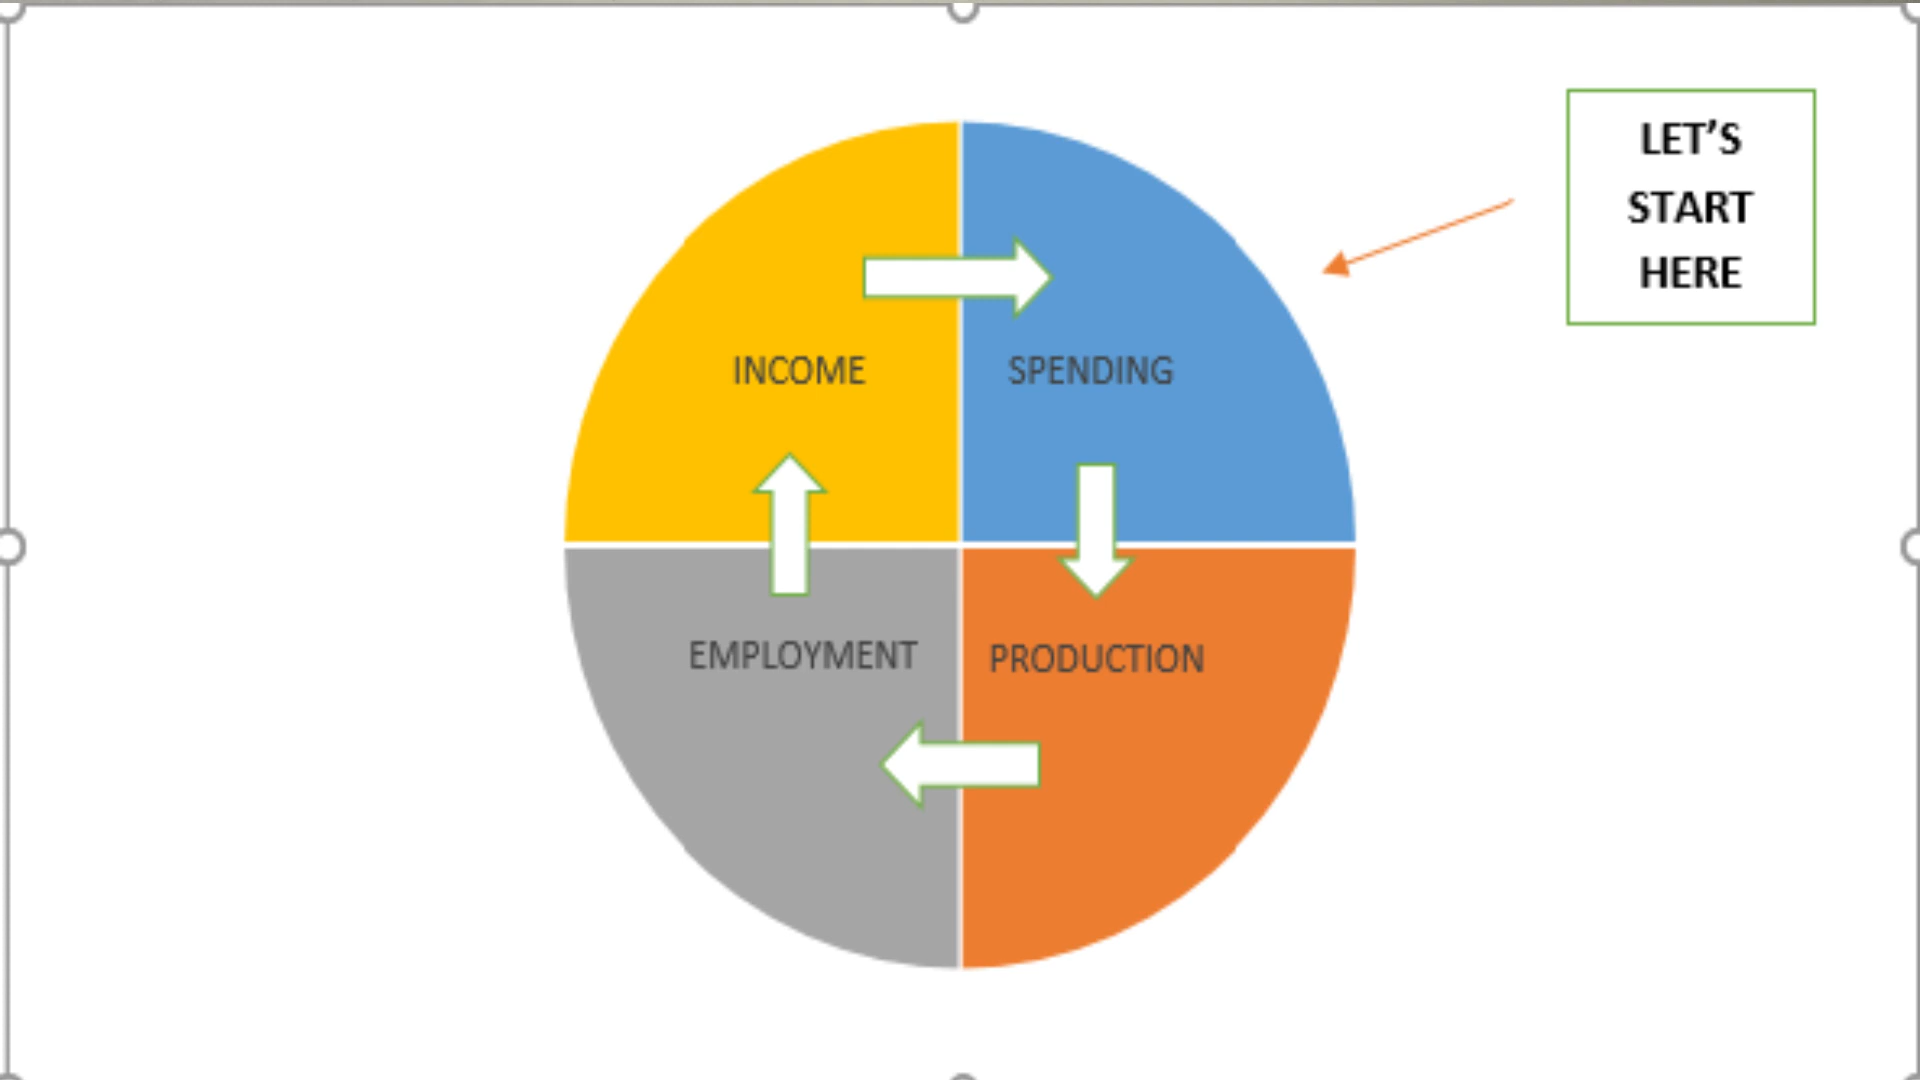 LET’S
START
HERE
INCOME
SPENDING
EMPLOYMENT
PRODUCTION